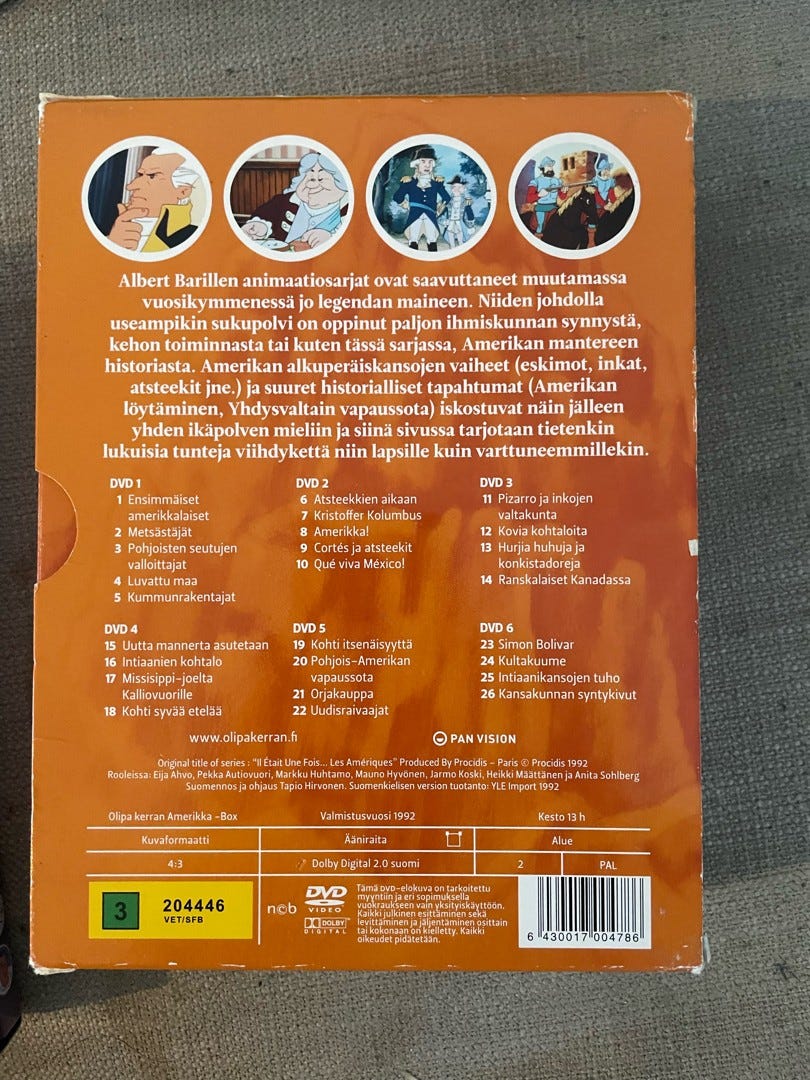 Albert Barillen animaatiosarjat ovat saavuttaneet muutamassa
vuosikymmenessä jo legendan maineen. Niiden johdolla
useampikin sukupolvi on oppinut paljon ihmiskunnan synnystä,
kehon toiminnasta tai kuten tässä sarjassa, Amerikan mantereen
historiasta. Amerikan alkuperäiskansojen vaiheet (eskimot, inkat,
atsteekit jne.) ja suuret historialliset tapahtumat (Amerikan
löytäminen, Yhdysvaltain vapaussota) iskostuvat näin jälleen
yhden ikäpolven mieliin ja siinä sivussa tarjotaan tietenkin
lukuisia tunteja viihdykettä niin lapsille kuin varttuneemmillekin.
DVD 1
1 Ensimmäiset
amerikkalaiset
2 Metsästäjät
3 Pohjoisten seutujen
valloittajat
4 Luvattu maa
5 Kummunrakentajat
DVD 2
6 Atsteekkien aikaan
7 Kristoffer Kolumbus
8 Amerikka!
9 Cortés ja atsteekit
10 Qué viva México!
DVD 3
11 Pizarro ja inkojen
valtakunta
12 Kovia kohtaloita
13 Hurjia huhuja ja
konkistadoreja
14 Ranskalaiset Kanadassa
DVD 4
15 Uutta mannerta asutetaan
16 Intiaanien kohtalo
17 Missisippi-joelta
Kalliovuorille
18 Kohti syvää etelää
DVD 5
19 Kohti itsenäisyyttä
20 Pohjois-Amerikan
vapaussota
21 Orjakauppa
22 Uudisraivaajat
DVD 6
23 Simon Bolivar
24 Kultakuume
25 Intiaanikansojen tuho
26 Kansakunnan syntykivut
www.olipakerran.fi
PAN VISION
Original title of series : "Il Était Une Fois... Les Amériques" Produced By Procidis - Paris © Procidis 1992
Rooleissa: Eija Ahvo, Pekka Autiovuori, Markku Huhtamo, Mauno Hyvönen, Jarmo Koski, Heikki Määttänen ja Anita Sohlberg
Suomennos ja ohjaus Tapio Hirvonen. Suomenkielisen version tuotanto: YLE Import 1992
Olipa kerran Amerikka -Box Valmistusvuosi 1992 Kesto 13 h
Kuvaformaatti Ääniraita Alue
4:3 Dolby Digital 2.0 suomi 2 PAL
3 204446
VET/SFB
ncb
DVD
VIDEO
DOLBY
DIGITAL
Tämä DVD-elokuva on tarkoitettu
myyntiin ja eri sopimuksella
vuokraukseen vain yksityiskäyttöön.
Kaikki julkinen esittäminen sekä
levittäminen ja jäljentäminen osittain
tai kokonaan on kielletty. Kaikki
oikeudet pidätetään.
6 430017 004786